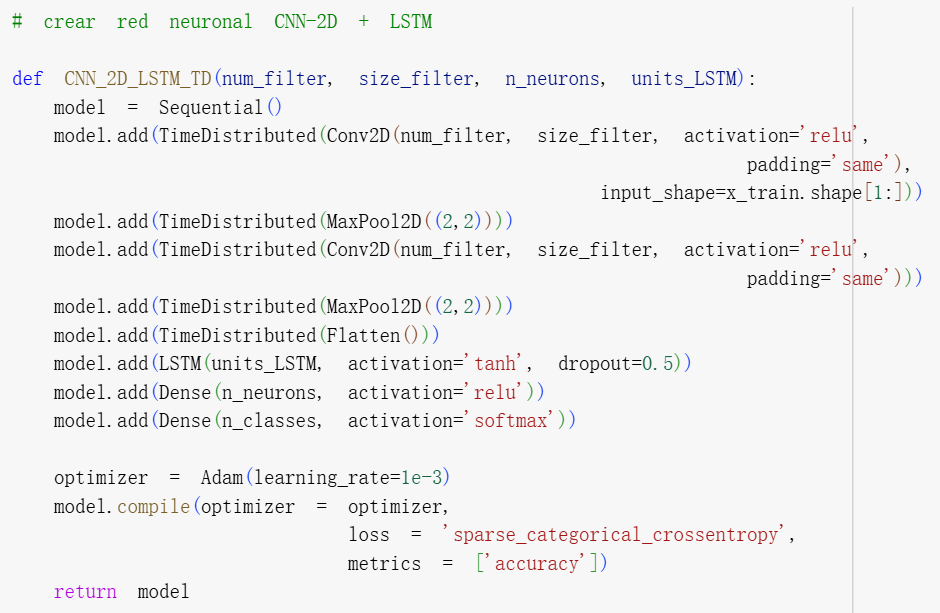 # crear red neuronal CNN-2D + LSTM
def CNN_2D_LSTM_TD(num_filter, size_filter, n_neurons, units_LSTM):
model = Sequential()
model.add(TimeDistributed(Conv2D(num_filter, size_filter, activation='relu',
padding='same'),
input_shape=x_train.shape[1:]))
model.add(TimeDistributed(MaxPool2D((2,2))))
model.add(TimeDistributed(Conv2D(num_filter, size_filter, activation='relu',
padding='same')))
model.add(TimeDistributed(MaxPool2D((2,2))))
model.add(TimeDistributed(Flatten()))
model.add(LSTM(units_LSTM, activation='tanh', dropout=0.5))
model.add(Dense(n_neurons, activation='relu'))
model.add(Dense(n_classes, activation='softmax'))
optimizer = Adam(learning_rate=1e-3)
model.compile(optimizer = optimizer,
loss = 'sparse_categorical_crossentropy',
metrics = ['accuracy'])
return model